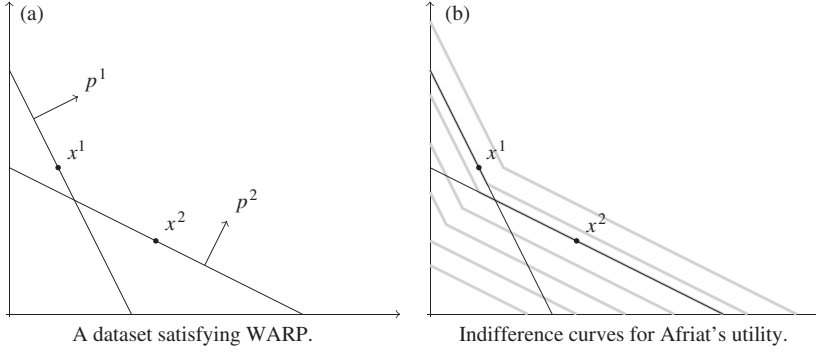 (a)
p¹
x¹
x²
p²
A dataset satisfying WARP.
(b)
x¹
x²
Indifference curves for Afriat's utility.